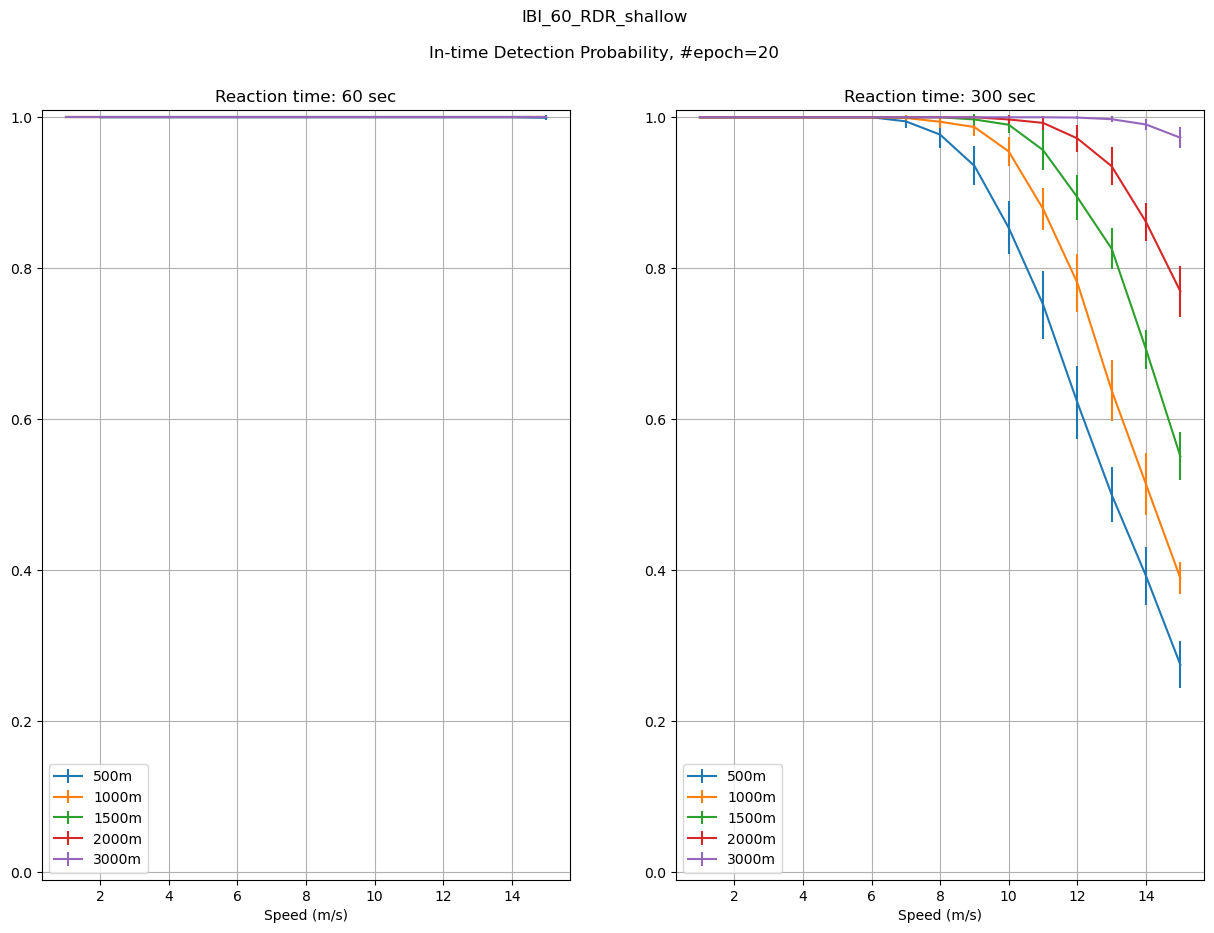 IBI_60_RDR_shallow
In-time Detection Probability, #epoch=20
Reaction time: 60 sec
1.0
0.8
0.6
0.4
0.2
0.0
2 4 6 8 10 12 14
Speed (m/s)
500m
1000m
1500m
2000m
3000m
Reaction time: 300 sec
1.0
0.8
0.6
0.4
0.2
0.0
2 4 6 8 10 12 14
Speed (m/s)
500m
1000m
1500m
2000m
3000m